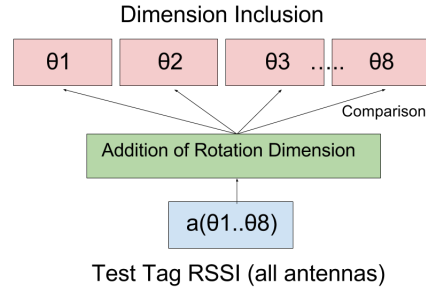 Dimension Inclusion
θ1 θ2 θ3 ..... θ8
Comparison
Addition of Rotation Dimension
a(θ1..θ8)
Test Tag RSSI (all antennas)